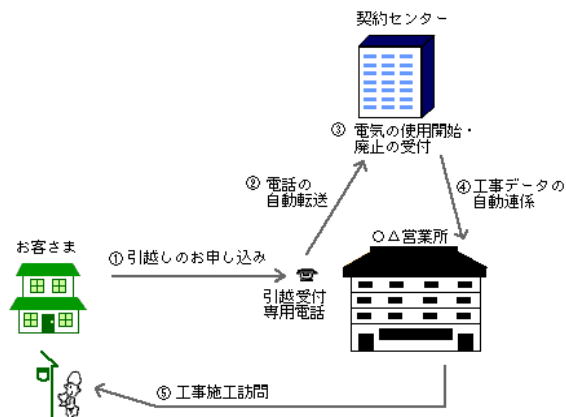 契約センター
③ 電気の使用開始・
廃止の受付
② 電話の
自動転送
④工事データの
自動連係
○△営業所
お客さま
①引越しのお申し込み
引越受付
専用電話
⑤工事施工訪問